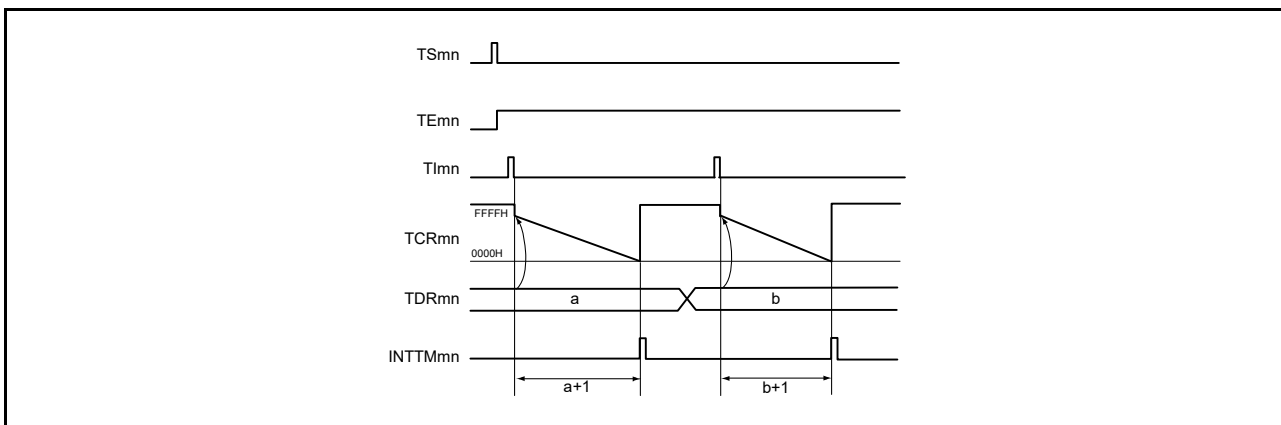 TSmn
TEmn
TImn
FFFFH
TCRmn
0000H
TDRmn
a
b
INTTMmn
a+1
b+1